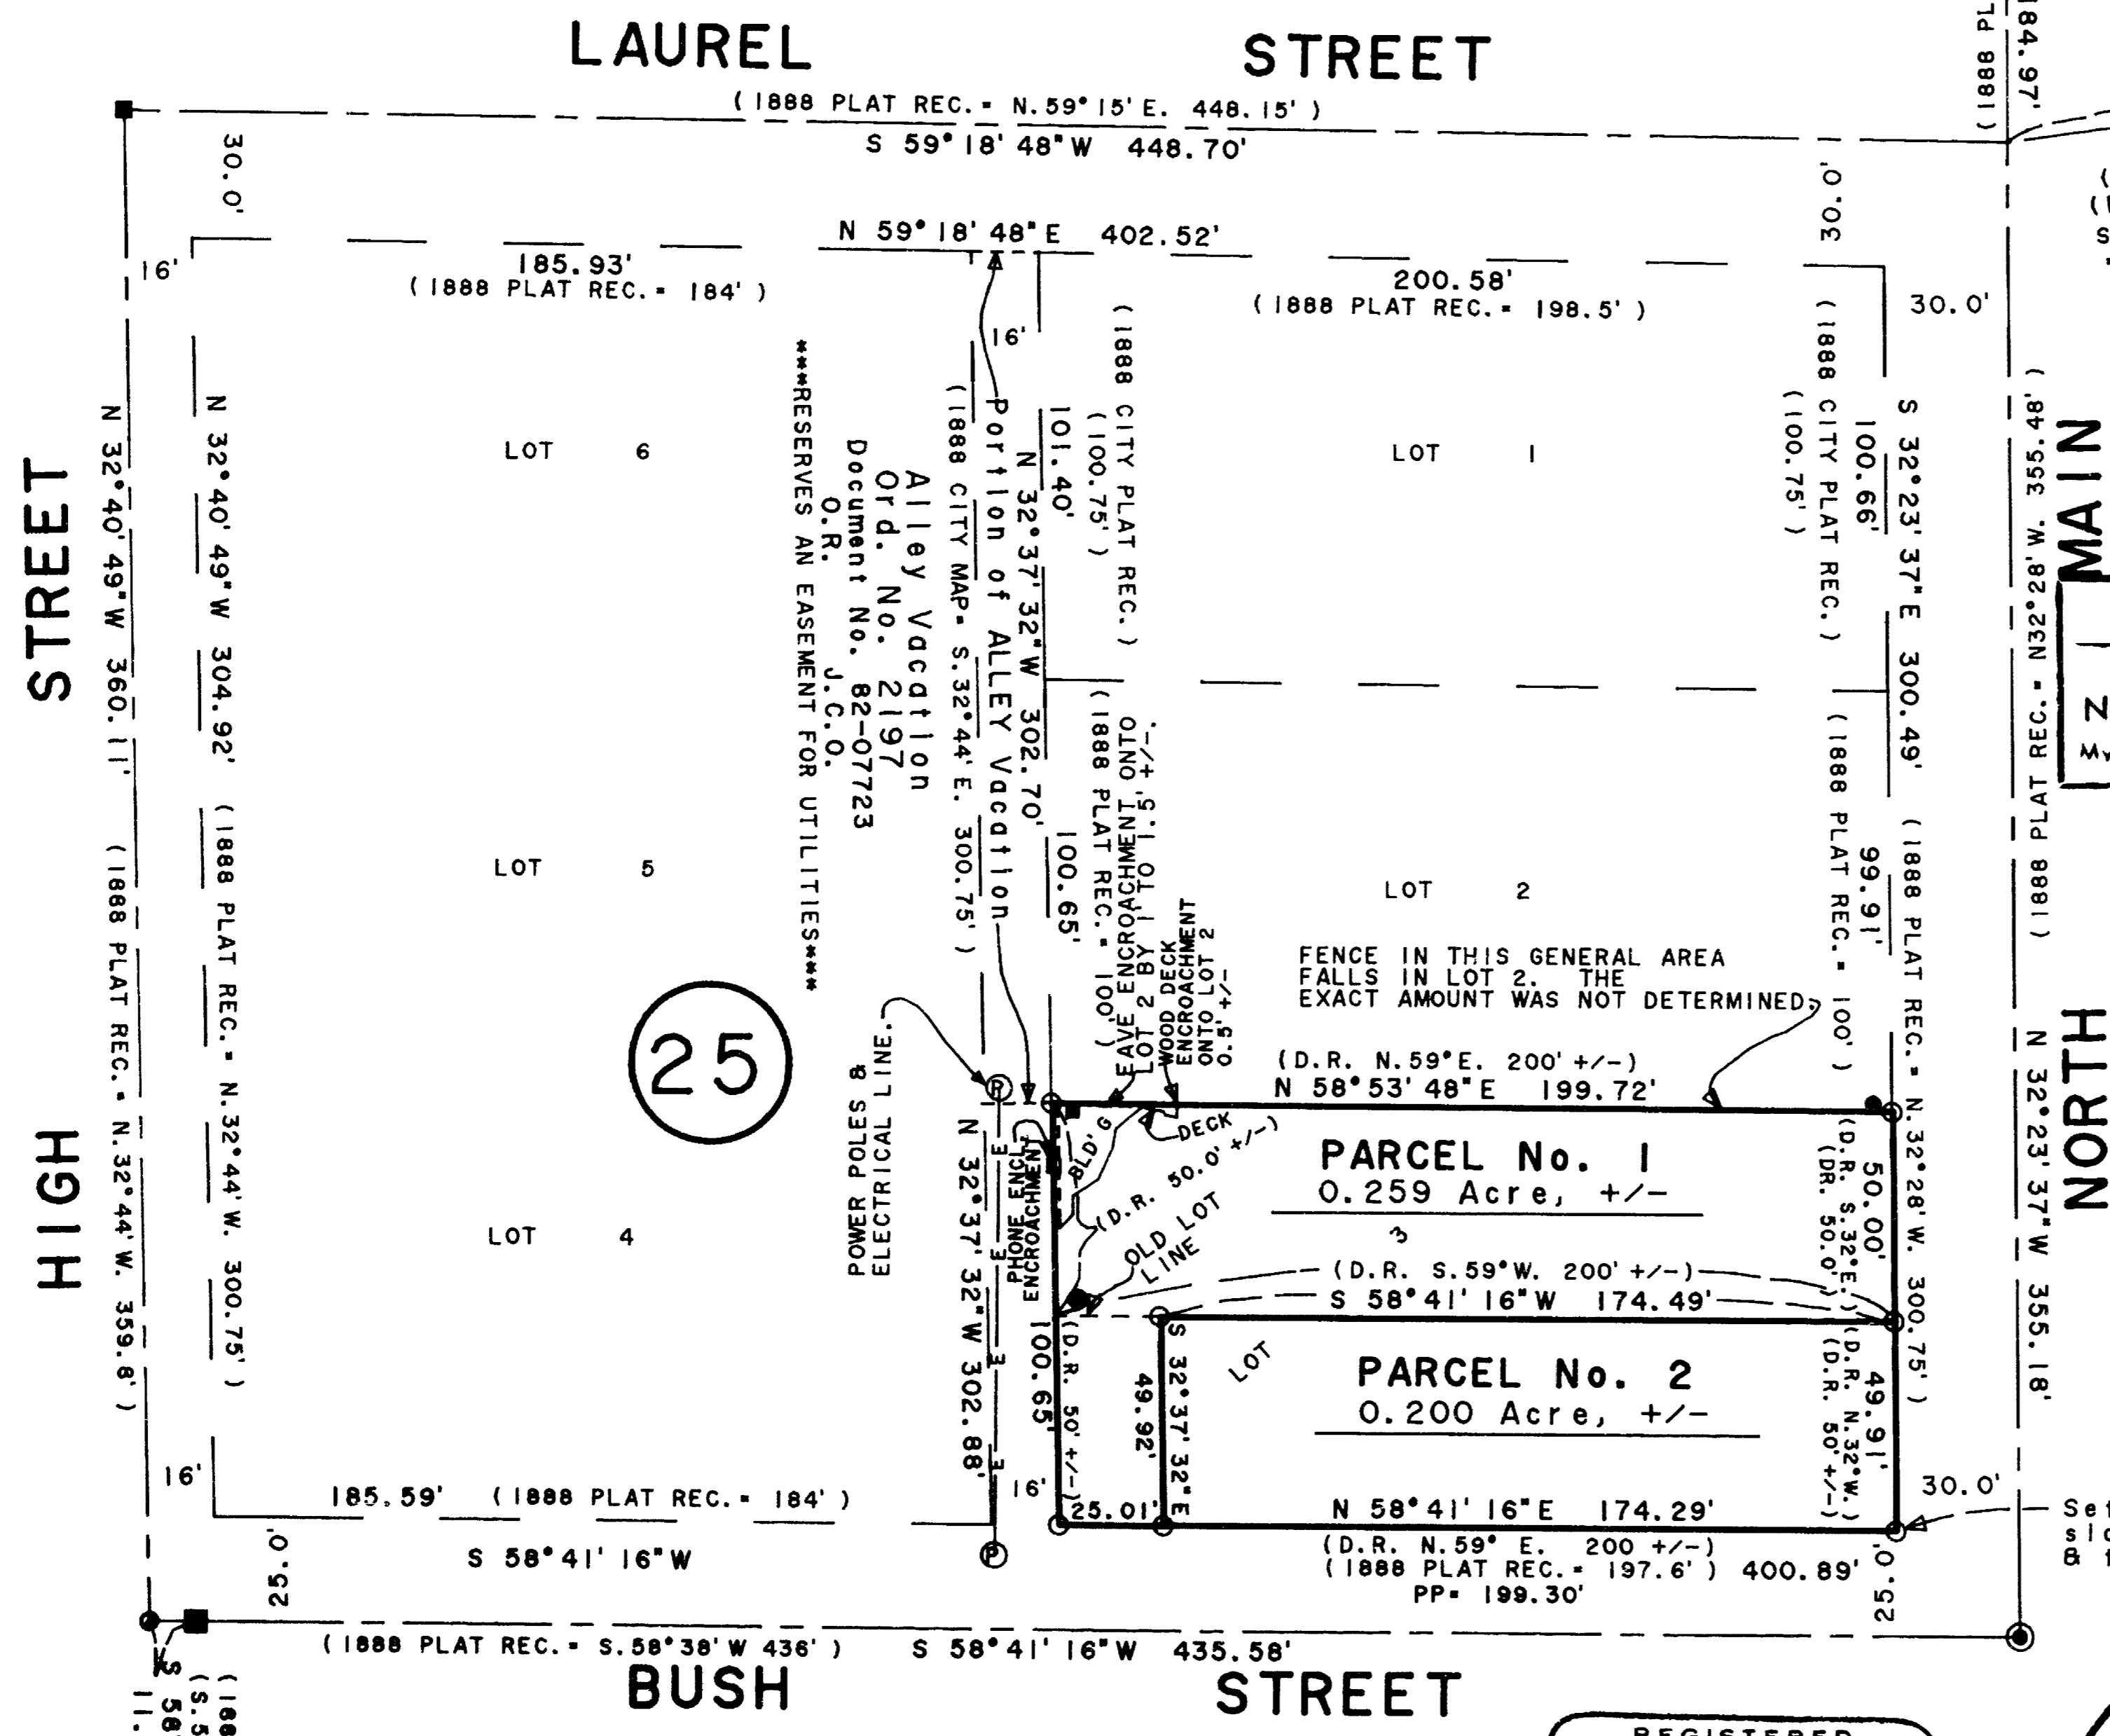 LAUREL STREET
( 1888 PLAT REC. = N.59° 15' E. 448.15' )
S 59° 18' 48" W 448.70'
(1888 PL
184.97'
30.0'
30.0'
16'
N 59° 18' 48" E 402.52'
185.93'
( 1888 PLAT REC. = 184' )
200.58'
( 1888 PLAT REC. = 198.5' )
30.0'
16'
HIGH STREET
N 32° 40' 49" W 360.11' ( 1888 PLAT REC. = N.32° 44' W. 359.8' )
N 32° 40' 49" W 304.92' ( 1888 PLAT REC. = N.32° 44' W. 300.75' )
LOT 6
LOT 5
LOT 4
25
***RESERVES AN EASEMENT FOR UTILITIES***
Portion of ALLEY Vacation
Alley Vacation
Ord. No. 2197
Document No. 82-07723
O.R. J.C.O.
( 1888 CITY MAP = S.32° 44' E. 300.75' )
N 32° 37' 32" W 302.70'
101.40'
( 1888 CITY PLAT REC. )
( 100.75' )
100.65'
( 1888 PLAT REC. = 100' )
EAVE ENCROACHMENT ONTO
LOT 2 BY 1' TO 1.5' +/-.
WOOD DECK
ENCROACHMENT
ONTO LOT 2
0.5' +/-
LOT 1
LOT 2
( 1888 CITY PLAT REC. )
( 100.75' )
100.66'
S 32° 23' 37" E 300.49' ( 1888 PLAT REC. = N.32° 28' W. 300.75' )
( 1888 PLAT REC. = 100' )
99.91'
( 1888 PLAT REC. = N32° 28' W. 355.48' )
N 32° 23' 37" W 355.18'
NORTH MAIN
FENCE IN THIS GENERAL AREA
FALLS IN LOT 2. THE
EXACT AMOUNT WAS NOT DETERMINED.
(D.R. N.59° E. 200' +/-)
N 58° 53' 48" E 199.72'
POWER POLES &
ELECTRICAL LINE.
P
N 32° 37' 32" W 302.88'
E E E E E
PHONE ENCL.
ENCROACHMENT
BLD'G
DECK
(D.R. 50.0' +/-)
OLD LOT
LINE
PARCEL No. 1
0.259 Acre, +/-
3
(D.R. S.32° E.)
(DR. 50.0')
50.00'
(D.R. S.59° W. 200' +/-)
S 58° 41' 16" W 174.49'
LOT
100.65'
(D.R. 50' +/-)
S 32° 37' 32" E
49.92'
PARCEL No. 2
0.200 Acre, +/-
49.91'
(D.R. N.32° W.)
(D.R. 50' +/-)
16'
185.59' ( 1888 PLAT REC. = 184' )
16'
25.01'
N 58° 41' 16" E 174.29'
30.0'
S 58° 41' 16" W
(D.R. N.59° E. 200 +/-)
( 1888 PLAT REC. = 197.6' ) 400.89'
PP= 199.30'
25.0'
25.0'
P
Set
& f
( 1888 PLAT REC. = S.58° 38' W 436' )
S 58° 41' 16" W 435.58'
BUSH STREET
S 58°
11.
(S.5
(188
REGISTERED